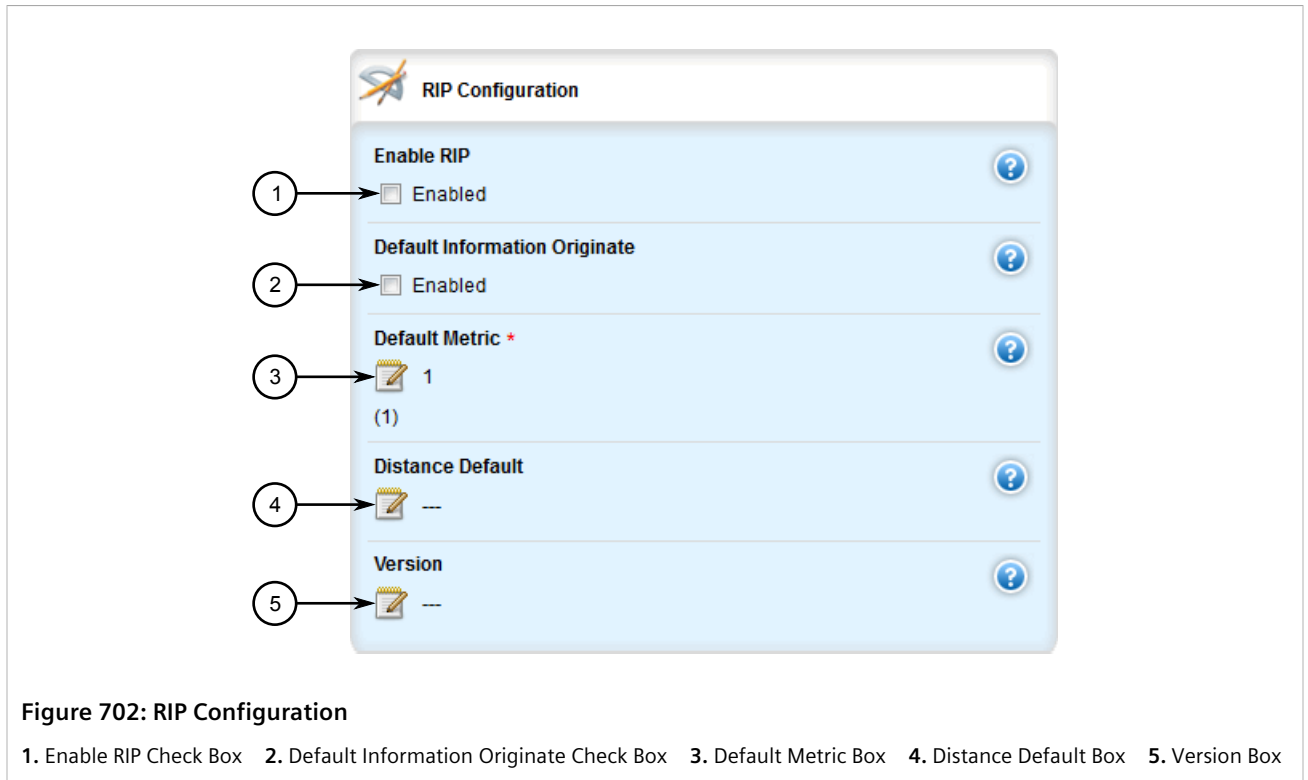 RIP Configuration
Enable RIP
1 Enabled
Default Information Originate
2 Enabled
Default Metric *
3 1
(1)
Distance Default
4 ---
Version
5 ---
Figure 702: RIP Configuration
1. Enable RIP Check Box 2. Default Information Originate Check Box 3. Default Metric Box 4. Distance Default Box 5. Version Box